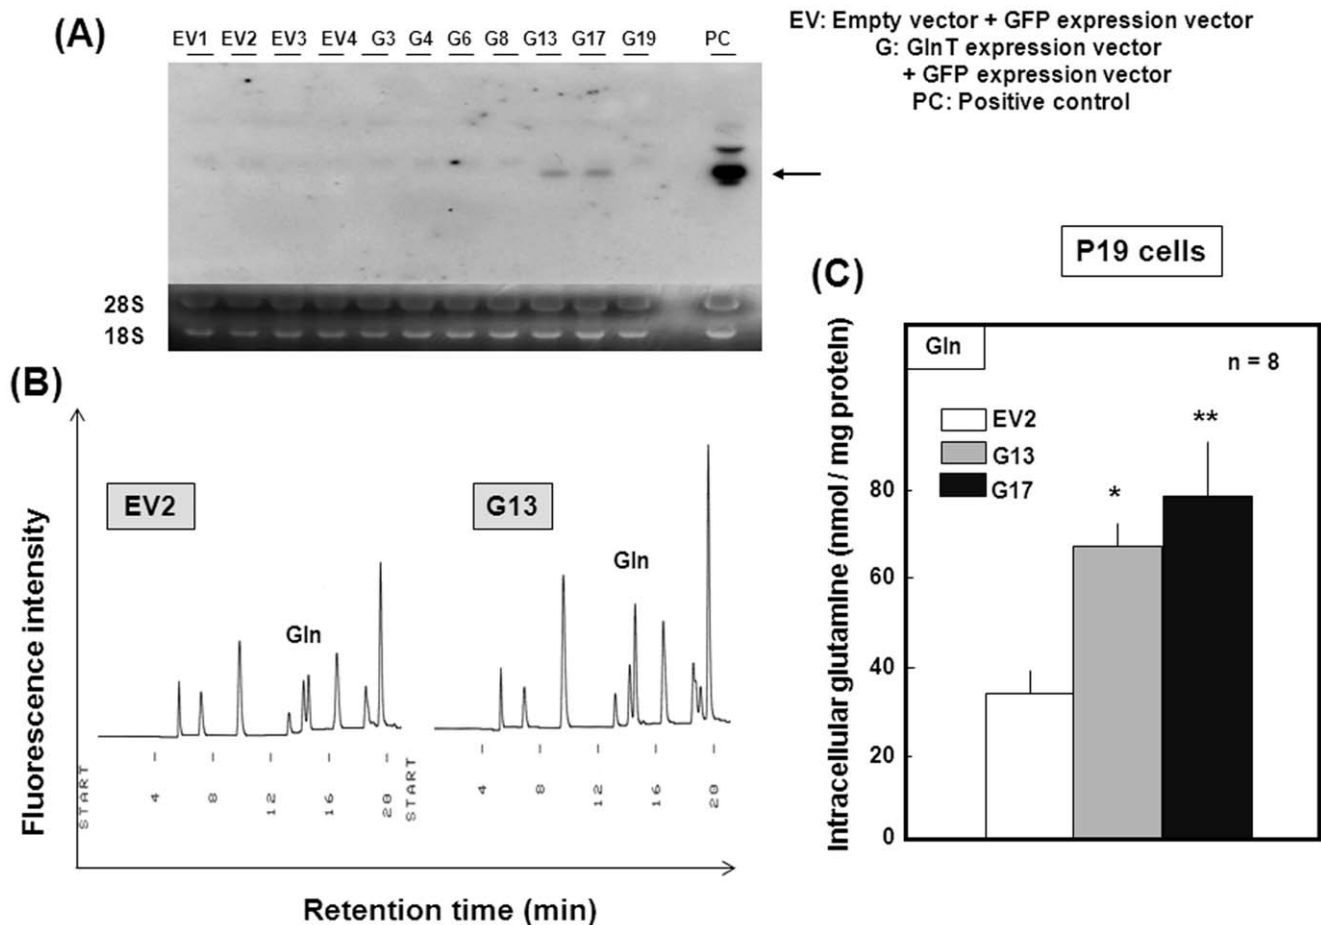 (A)
EV1 EV2 EV3 EV4 G3 G4 G6 G8 G13 G17 G19 PC
EV: Empty vector + GFP expression vector
G: GlnT expression vector
+ GFP expression vector
PC: Positive control
28S
18S
(B)
Fluorescence intensity
EV2
Gln
G13
Gln
START 4 8 12 16 20 START 4 8 12 16 20
Retention time (min)
P19 cells
(C)
Intracellular glutamine (nmol / mg protein)
Gln
n = 8
EV2
G13
G17
*
**
80
60
40
20
0